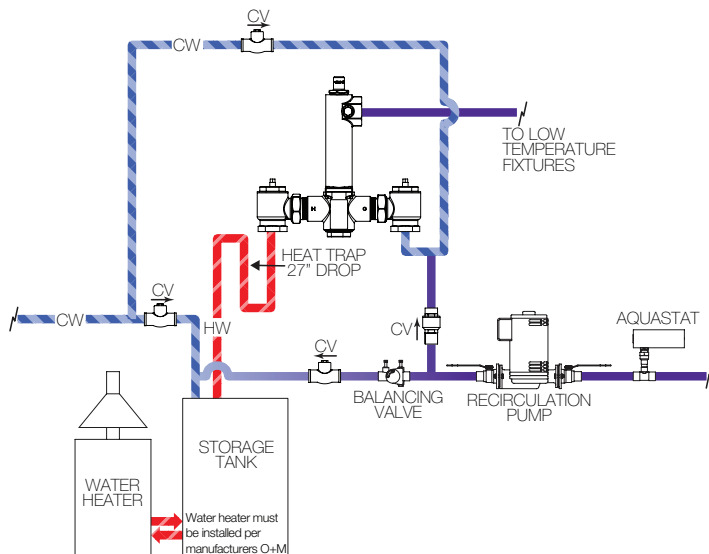 CV
CW
TO LOW
TEMPERATURE
FIXTURES
H
C
HEAT TRAP
27" DROP
CV
CW
HW
CV
AQUASTAT
CV
BALANCING
VALVE
RECIRCULATION
PUMP
STORAGE
TANK
WATER
HEATER
Water heater must
be installed per
manufacturers O+M